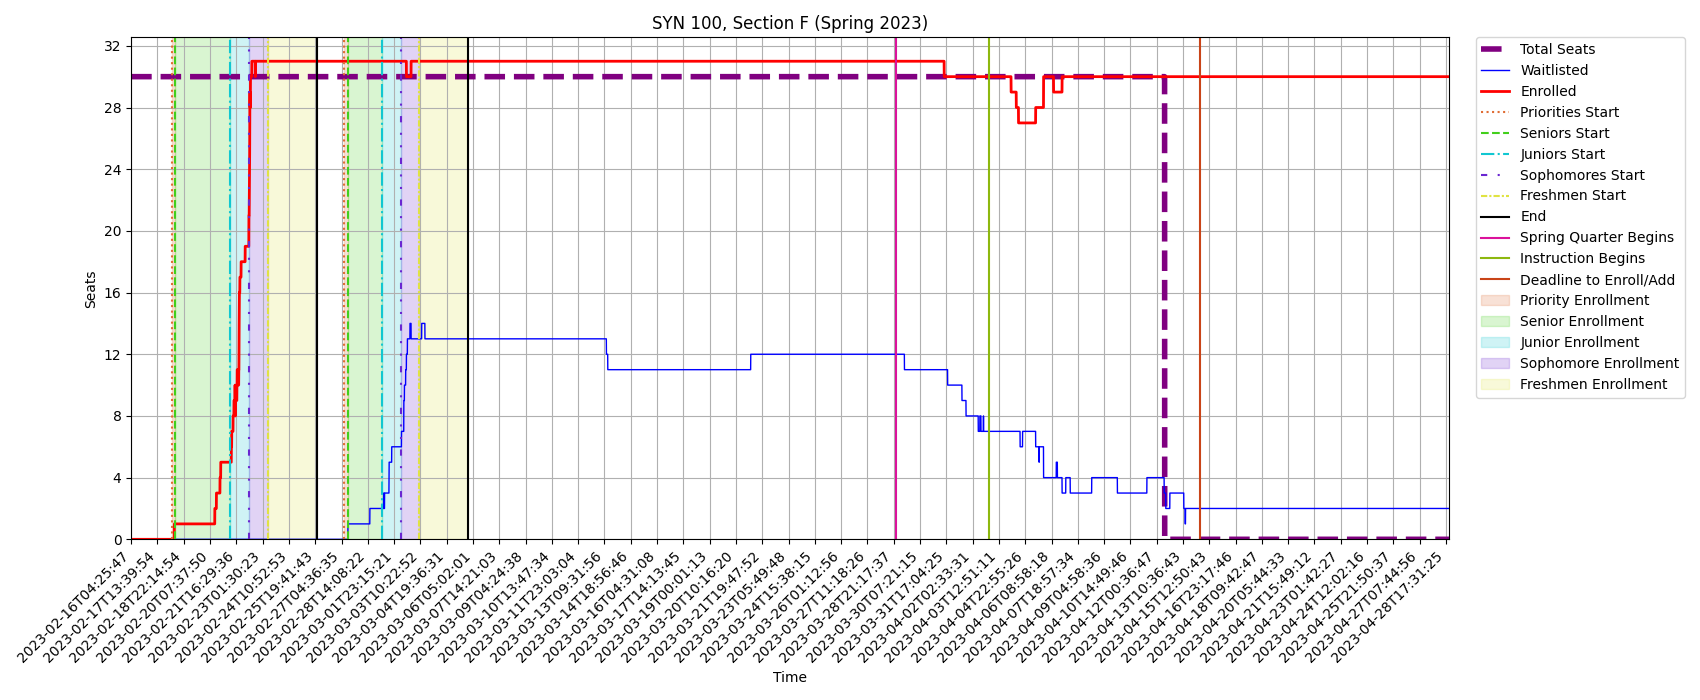 SYN 100, Section F (Spring 2023)
Seats
32
28
24
20
16
12
8
4
0
2023-02-16T04:25:47
2023-02-17T13:39:54
2023-02-18T22:14:54
2023-02-20T07:37:50
2023-02-21T16:29:36
2023-02-23T01:30:23
2023-02-24T10:52:53
2023-02-25T19:41:43
2023-02-27T04:36:35
2023-02-28T14:08:22
2023-03-01T23:15:21
2023-03-03T10:22:52
2023-03-04T19:36:31
2023-03-06T05:02:01
2023-03-07T14:21:03
2023-03-09T04:24:38
2023-03-10T13:47:34
2023-03-11T23:03:04
2023-03-13T09:31:56
2023-03-14T18:56:46
2023-03-16T04:31:08
2023-03-17T14:13:45
2023-03-19T00:01:13
2023-03-20T10:16:20
2023-03-21T19:47:52
2023-03-23T05:49:48
2023-03-24T15:38:15
2023-03-26T01:12:56
2023-03-27T11:18:26
2023-03-28T21:17:37
2023-03-30T07:21:15
2023-03-31T17:04:25
2023-04-02T02:33:31
2023-04-03T12:51:11
2023-04-04T22:55:26
2023-04-06T08:58:18
2023-04-07T18:57:34
2023-04-09T04:58:36
2023-04-10T14:49:46
2023-04-12T00:36:47
2023-04-13T10:36:43
2023-04-15T12:50:43
2023-04-16T23:17:46
2023-04-18T09:42:47
2023-04-20T05:44:33
2023-04-21T15:49:12
2023-04-23T01:42:27
2023-04-24T12:02:16
2023-04-25T21:50:37
2023-04-27T07:44:56
2023-04-28T17:31:25
Time
Total Seats
Waitlisted
Enrolled
Priorities Start
Seniors Start
Juniors Start
Sophomores Start
Freshmen Start
End
Spring Quarter Begins
Instruction Begins
Deadline to Enroll/Add
Priority Enrollment
Senior Enrollment
Junior Enrollment
Sophomore Enrollment
Freshmen Enrollment